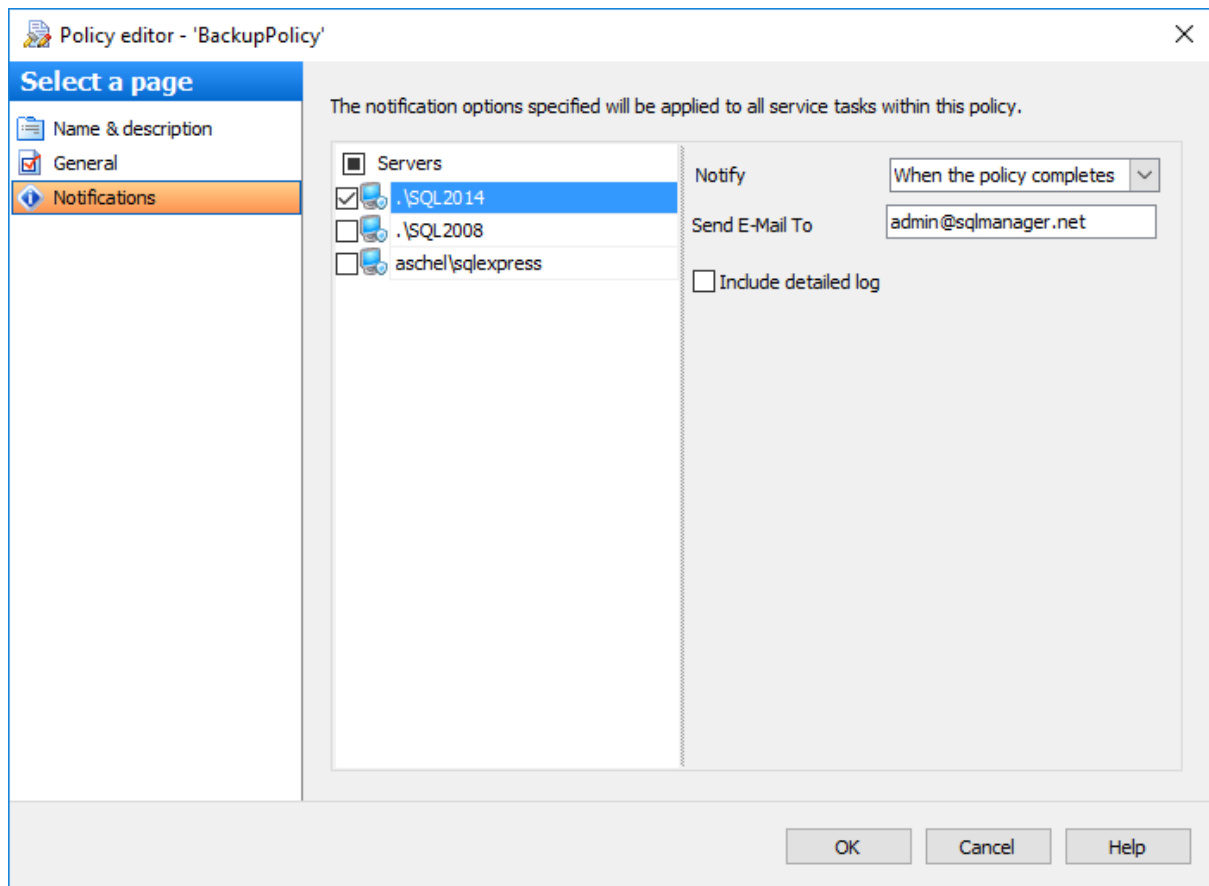 Policy editor - 'BackupPolicy'
Select a page
Name & description
General
Notifications
The notification options specified will be applied to all service tasks within this policy.
Servers
.\SQL2014
.\SQL2008
aschel\sqlexpress
Notify
When the policy completes
Send E-Mail To
admin@sqlmanager.net
Include detailed log
OK
Cancel
Help